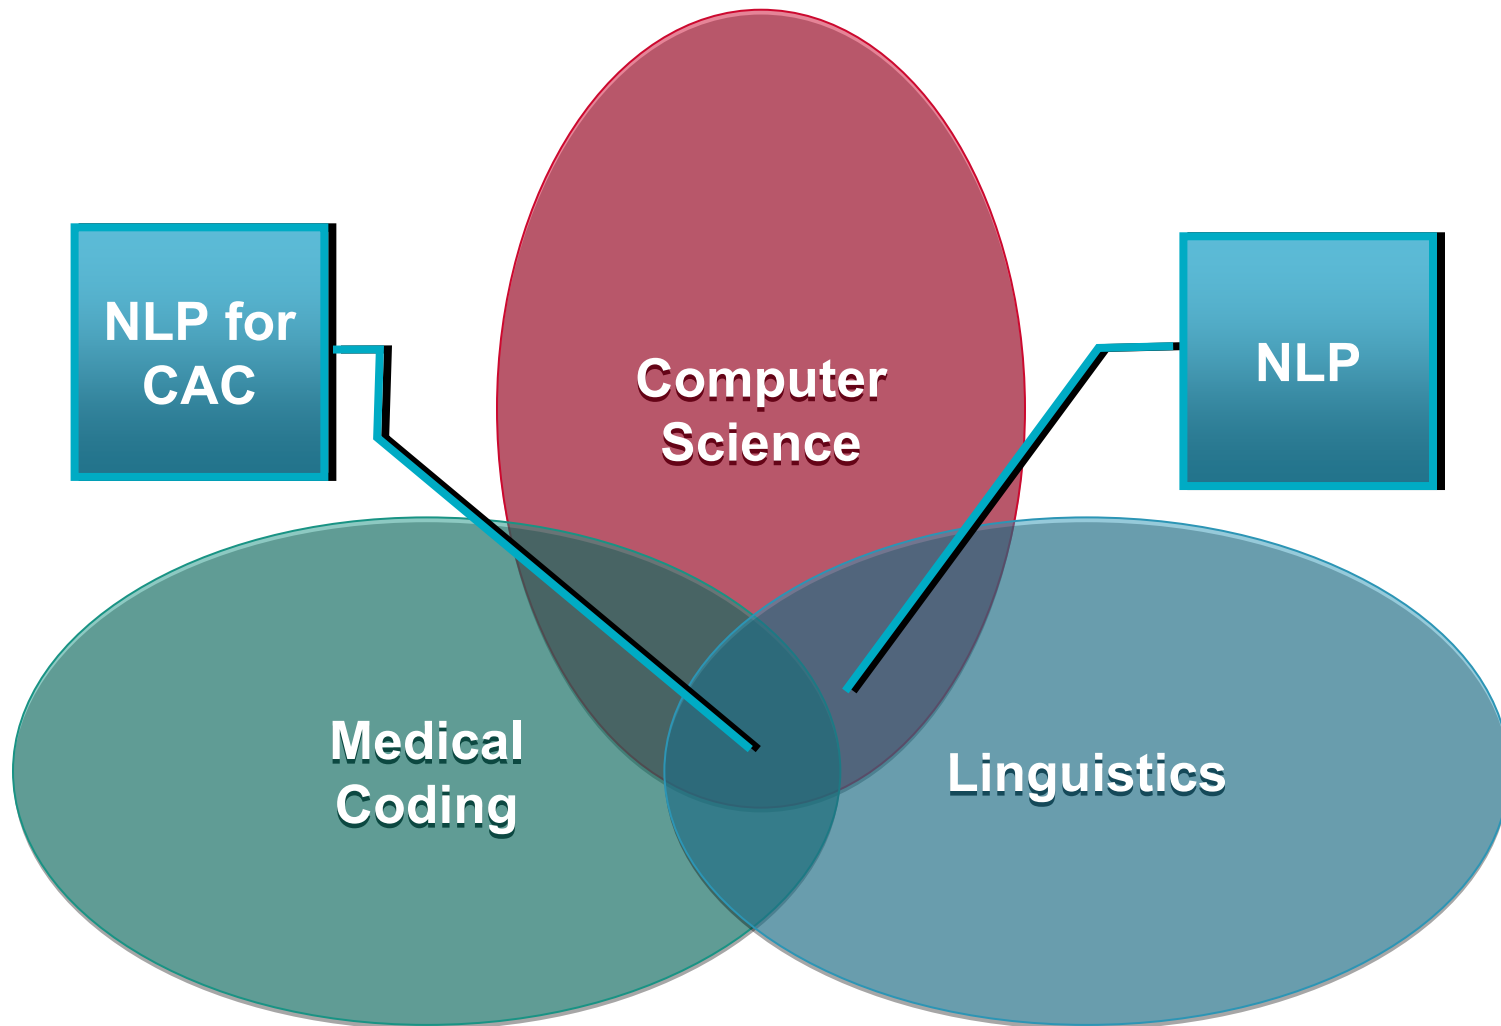 NLP for
CAC
Computer
Science
NLP
Medical
Coding
Linguistics